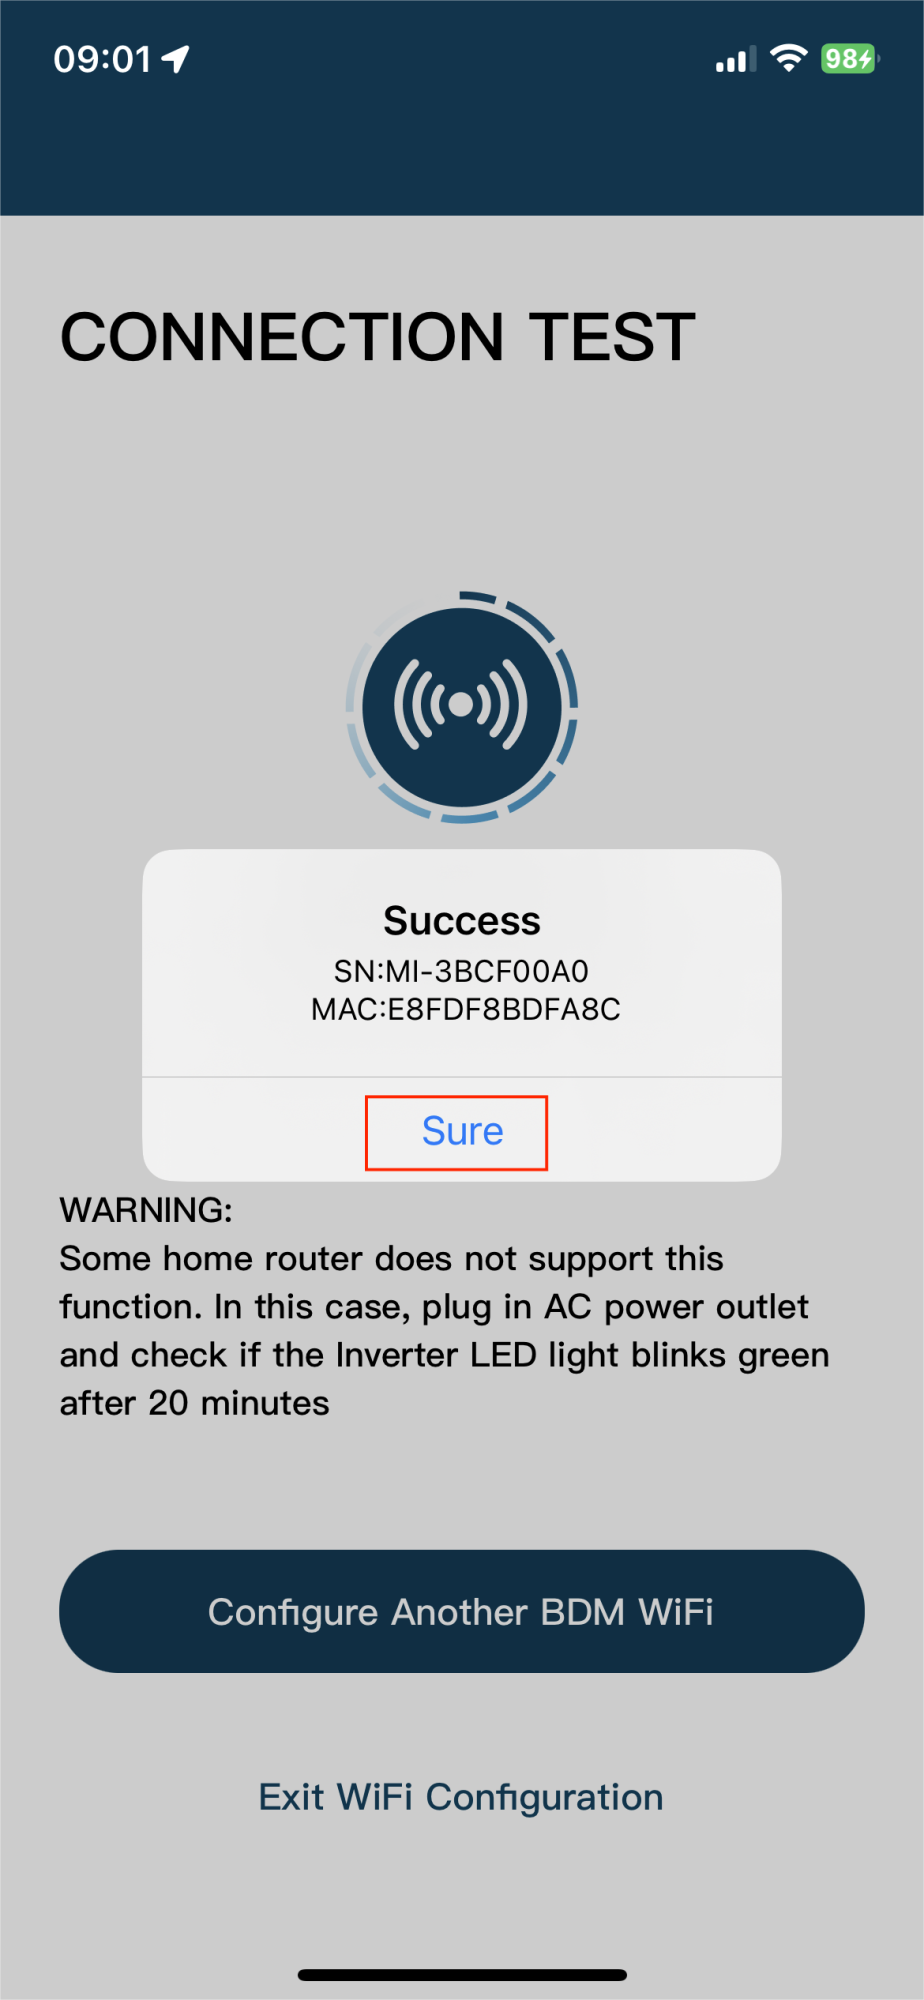 09:01
98
CONNECTION TEST
Success
SN:MI-3BCF00A0
MAC:E8FDF8BDFA8C
Sure
WARNING:
Some home router does not support this
function. In this case, plug in AC power outlet
and check if the Inverter LED light blinks green
after 20 minutes
Configure Another BDM WiFi
Exit WiFi Configuration